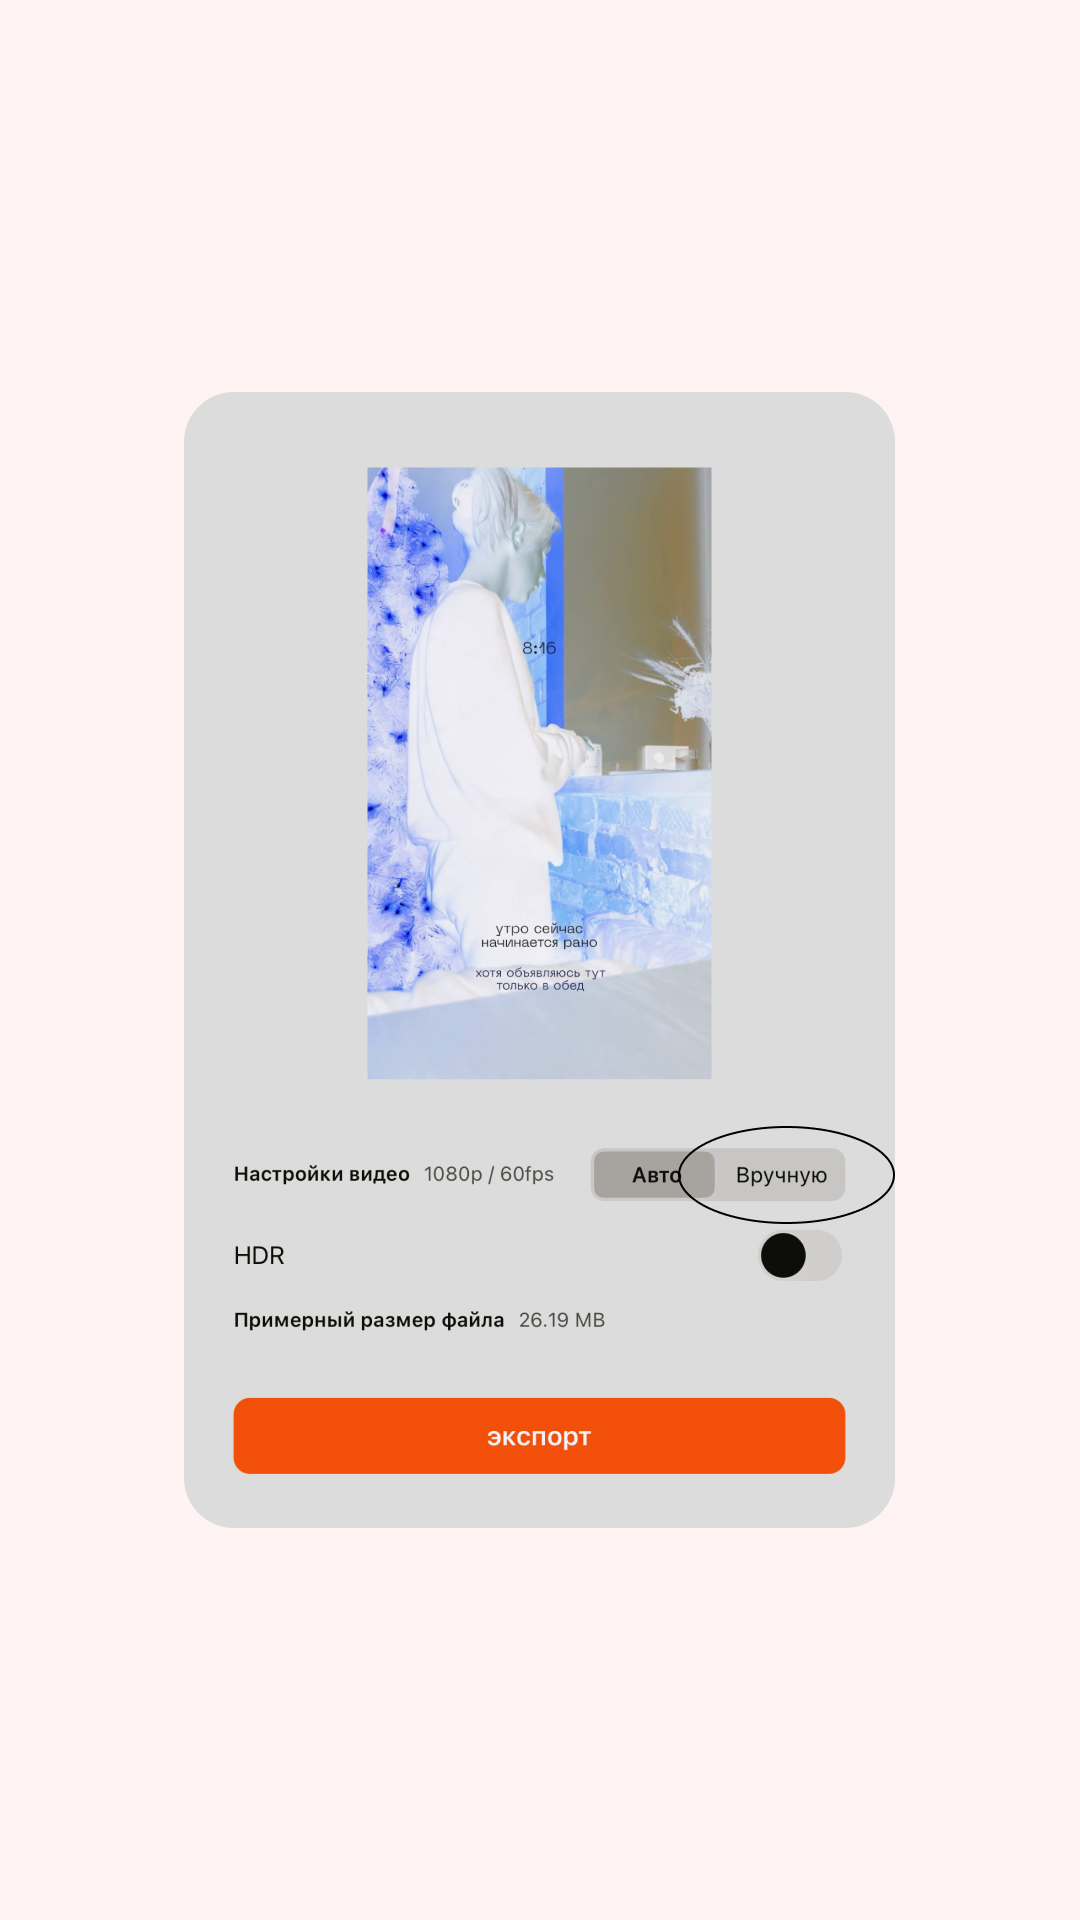 8:16
утро сейчас
начинается рано
хотя объявляюсь тут
только в обед
Настройки видео 1080p / 60fps Авто Вручную
HDR
Примерный размер файла 26.19 MB
экспорт